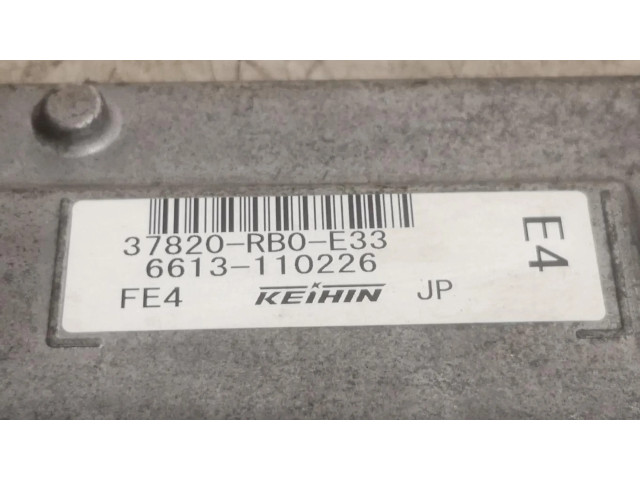 37820-RB0-E33
6613-110226
FE4 KEIHIN JP
E4